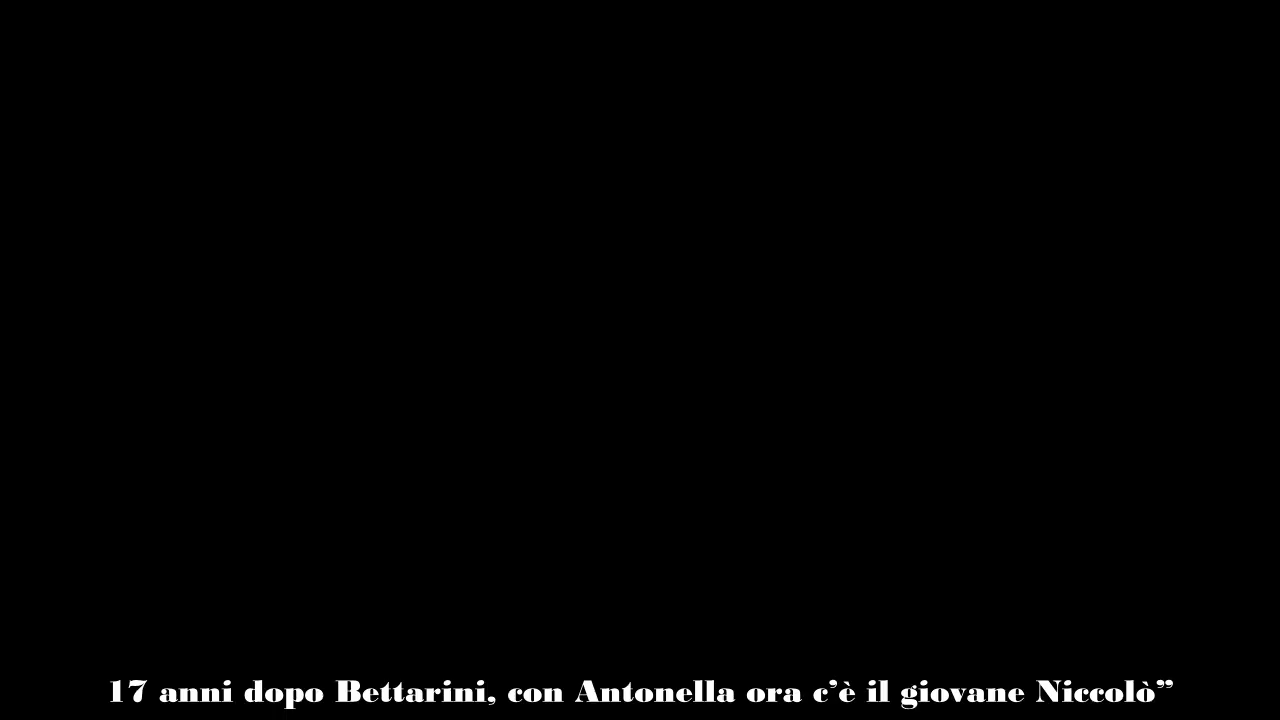 17 anni dopo Bettarini, con Antonella ora c’è il giovane Niccolò”